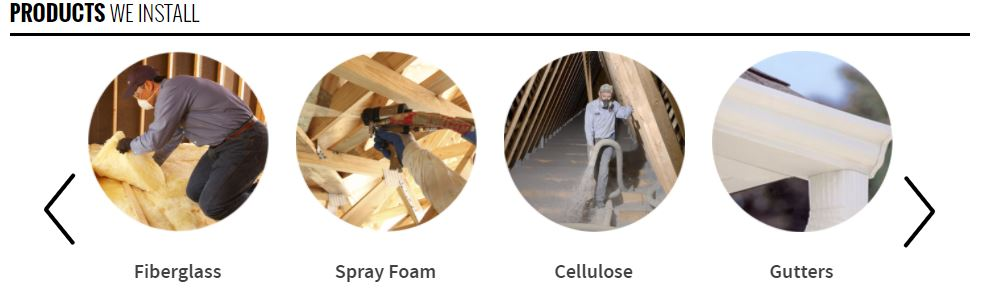 PRODUCTS WE INSTALL
Fiberglass
Spray Foam
Cellulose
Gutters